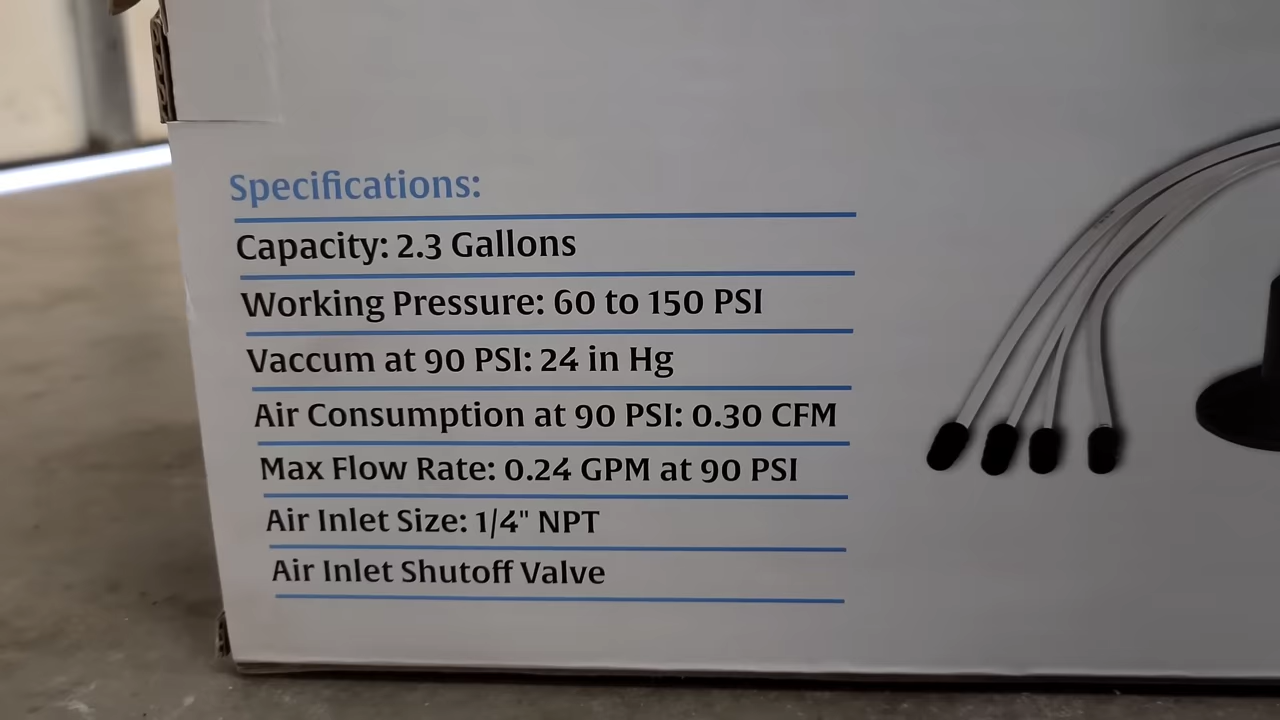 Specifications:
Capacity: 2.3 Gallons
Working Pressure: 60 to 150 PSI
Vaccum at 90 PSI: 24 in Hg
Air Consumption at 90 PSI: 0.30 CFM
Max Flow Rate: 0.24 GPM at 90 PSI
Air Inlet Size: 1/4" NPT
Air Inlet Shutoff Valve